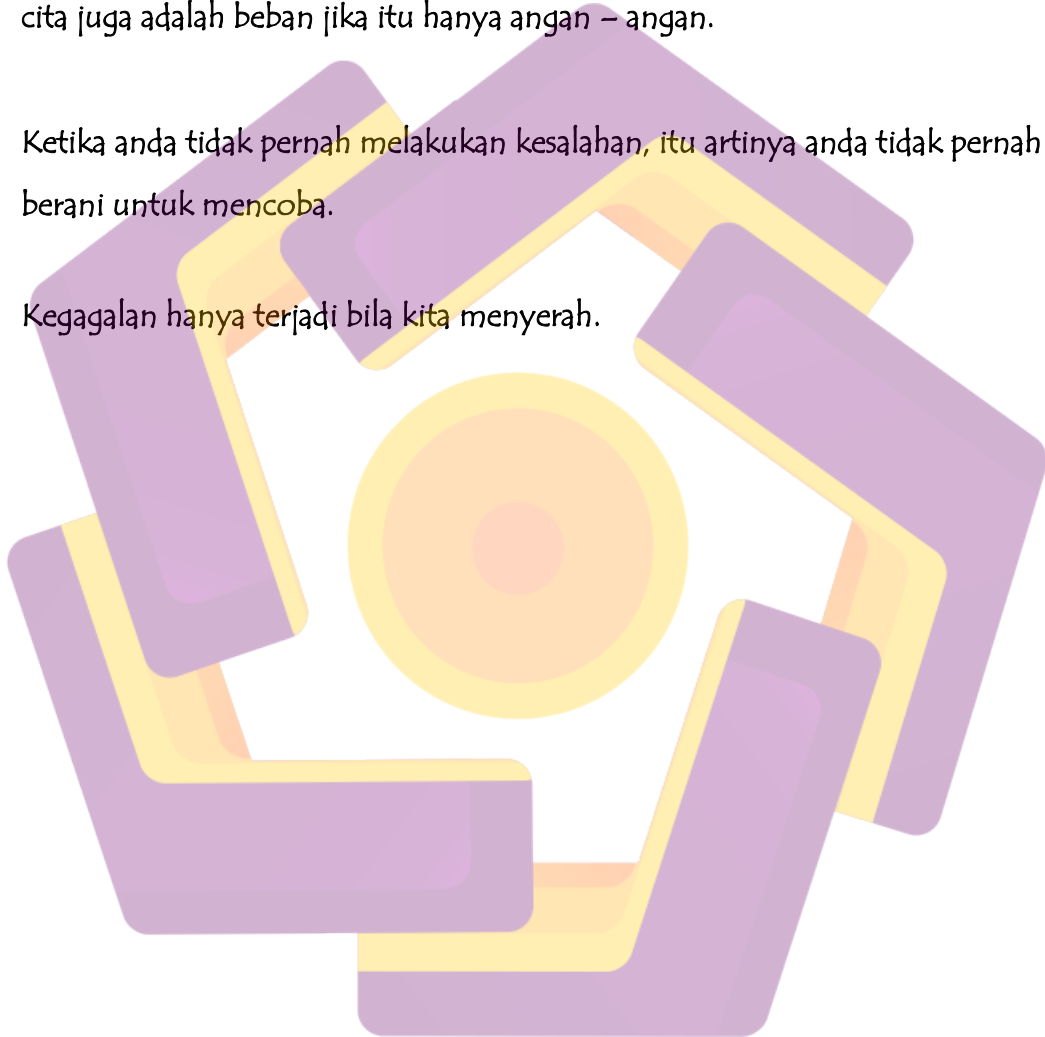 cita juga adalah beban jika itu hanya angan – angan.
Ketika anda tidak pernah melakukan kesalahan, itu artinya anda tidak pernah
berani untuk mencoba.
Kegagalan hanya terjadi bila kita menyerah.